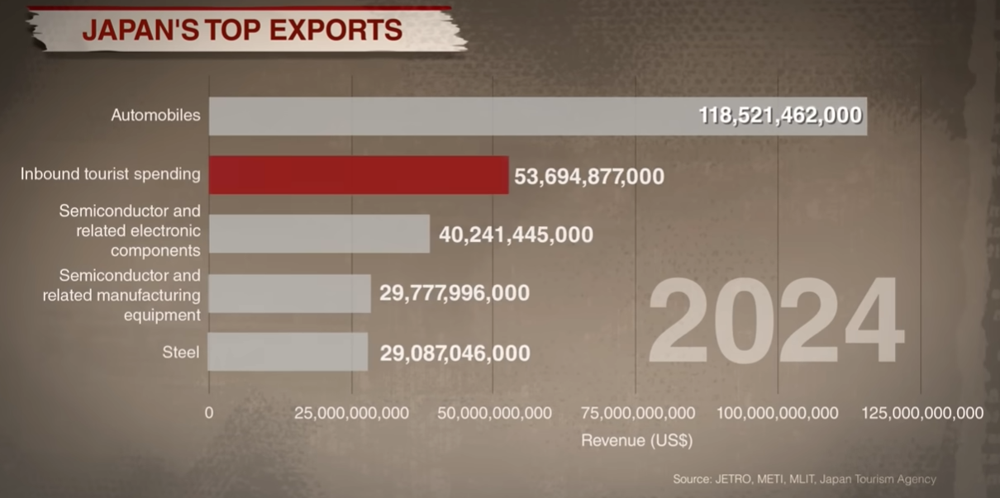 JAPAN'S TOP EXPORTS
Automobiles
118,521,462,000
Inbound tourist spending
53,694,877,000
Semiconductor and
related electronic
components
40,241,445,000
Semiconductor and
related manufacturing
equipment
29,777,996,000
Steel
29,087,046,000
2024
0
25,000,000,000
50,000,000,000
75,000,000,000
100,000,000,000
125,000,000,000
Revenue (US$)
Source: JETRO, METI, MLIT, Japan Tourism Agency